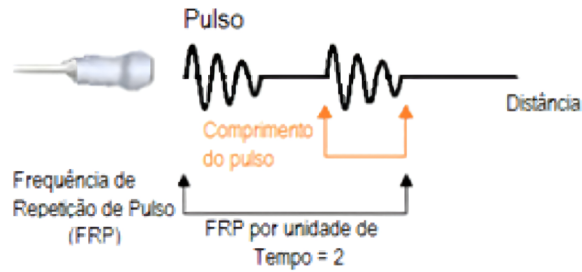 Pulso
Distância
Comprimento
do pulso
Frequência de
Repetição de Pulso
(FRP)
FRP por unidade de
Tempo = 2